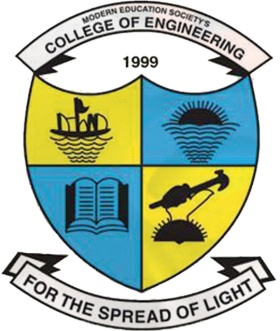 MODERN EDUCATION SOCIETY'S
COLLEGE OF ENGINEERING
1999
FOR THE SPREAD OF LIGHT